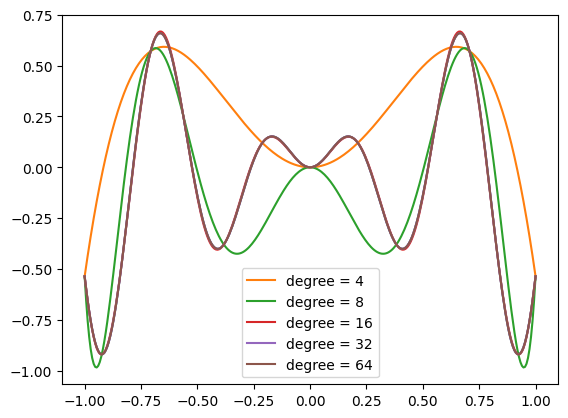 0.75
0.50
0.25
0.00
−0.25
−0.50
−0.75
−1.00
degree = 4
degree = 8
degree = 16
degree = 32
degree = 64
−1.00 −0.75 −0.50 −0.25 0.00 0.25 0.50 0.75 1.00